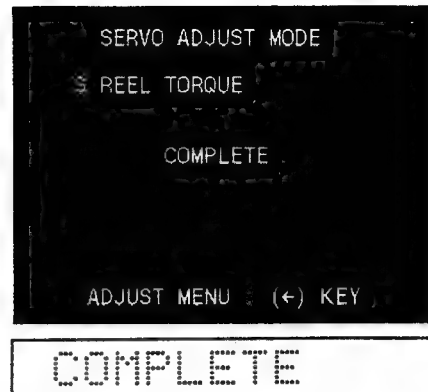 SERVO ADJUST MODE
REEL TORQUE
COMPLETE
ADJUST MENU (←) KEY
COMPLETE